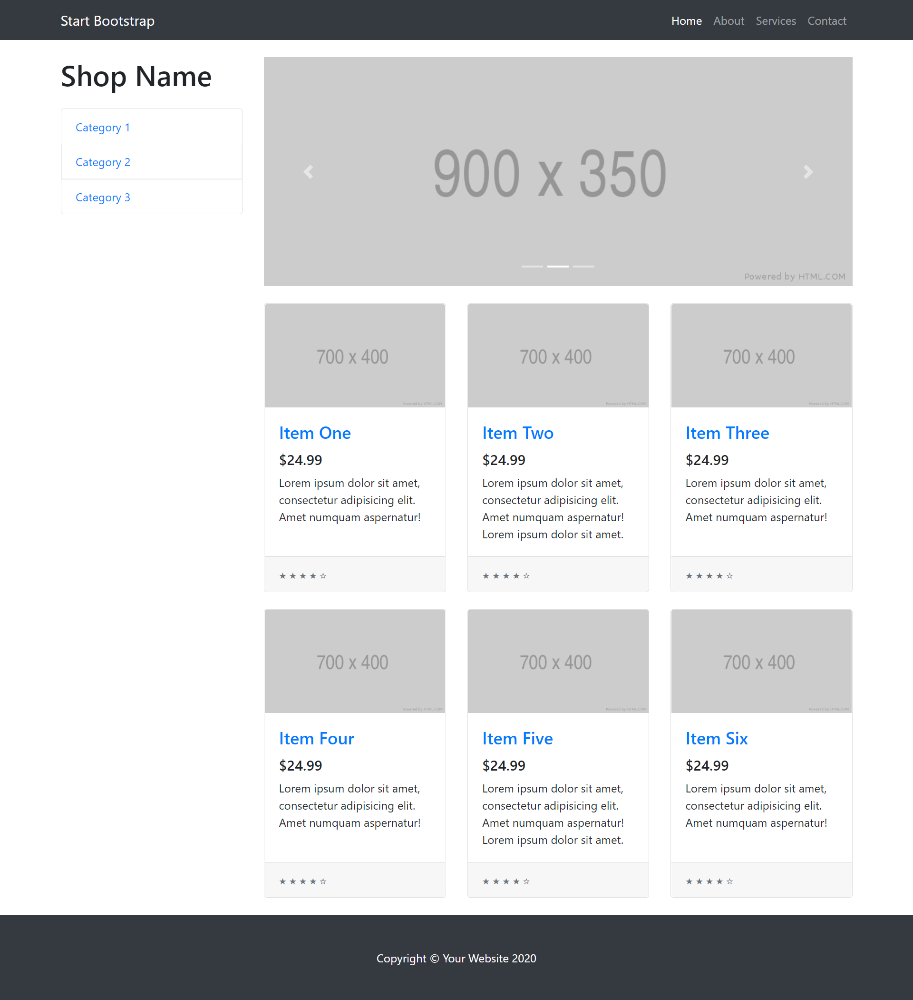 Start Bootstrap
Home About Services Contact
Shop Name
Category 1
Category 2
Category 3
900 x 350
Powered by HTML.COM
700 x 400
Powered by HTML.COM
Item One
$24.99
Lorem ipsum dolor sit amet,
consectetur adipisicing elit.
Amet numquam aspernatur!
★ ★ ★ ★ ☆
700 x 400
Powered by HTML.COM
Item Two
$24.99
Lorem ipsum dolor sit amet,
consectetur adipisicing elit.
Amet numquam aspernatur!
Lorem ipsum dolor sit amet.
★ ★ ★ ★ ☆
700 x 400
Powered by HTML.COM
Item Three
$24.99
Lorem ipsum dolor sit amet,
consectetur adipisicing elit.
Amet numquam aspernatur!
★ ★ ★ ★ ☆
700 x 400
Powered by HTML.COM
Item Four
$24.99
Lorem ipsum dolor sit amet,
consectetur adipisicing elit.
Amet numquam aspernatur!
★ ★ ★ ★ ☆
700 x 400
Powered by HTML.COM
Item Five
$24.99
Lorem ipsum dolor sit amet,
consectetur adipisicing elit.
Amet numquam aspernatur!
Lorem ipsum dolor sit amet.
★ ★ ★ ★ ☆
700 x 400
Powered by HTML.COM
Item Six
$24.99
Lorem ipsum dolor sit amet,
consectetur adipisicing elit.
Amet numquam aspernatur!
★ ★ ★ ★ ☆
Copyright © Your Website 2020